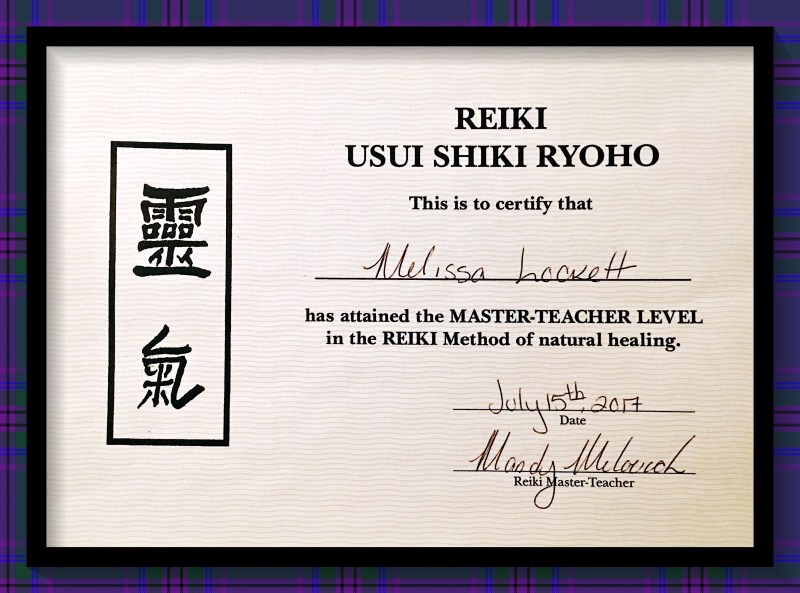 靈
氣
REIKI
USUI SHIKI RYOHO
This is to certify that
Melissa Lockett
has attained the MASTER-TEACHER LEVEL
in the REIKI Method of natural healing.
July 15th, 2017
Date
Mandy
Reiki Master-Teacher